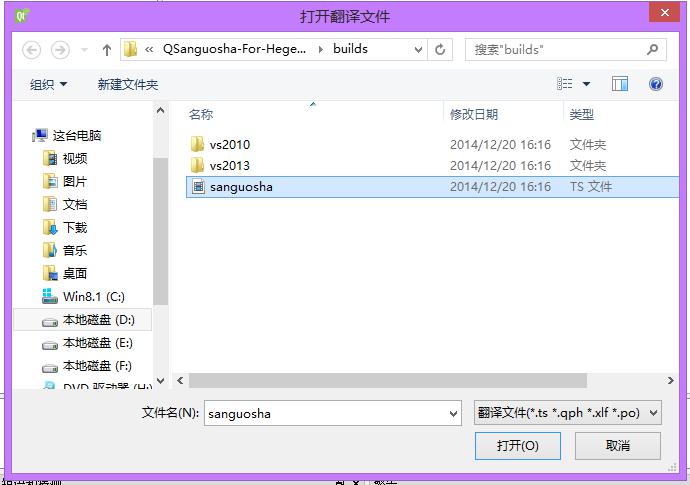 打开翻译文件
« QSanguosha-For-Hege... builds
搜索"builds"
组织 新建文件夹
名称 修改日期 类型
这台电脑
视频
图片
文档
下载
音乐
桌面
Win8.1 (C:)
本地磁盘 (D:)
本地磁盘 (E:)
本地磁盘 (F:)
DVD 驱动器 (H:)
vs2010 2014/12/20 16:16 文件夹
vs2013 2014/12/20 16:16 文件夹
sanguosha 2014/12/20 16:16 TS 文件
文件名(N): sanguosha
翻译文件(*.ts *.qph *.xlf *.po)
打开(O) 取消